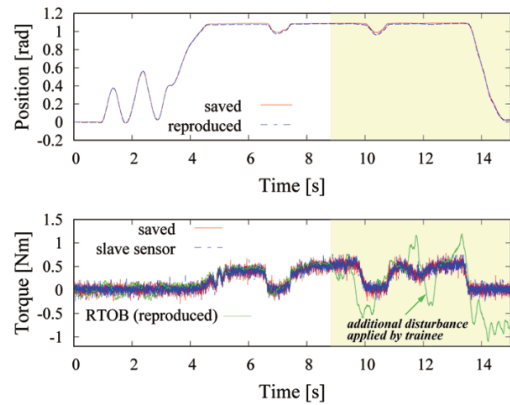 1.2
1
0.8
0.6
0.4
0.2
0
-0.2
Position [rad]
saved
reproduced
0 2 4 6 8 10 12 14
Time [s]
1.5
1
0.5
0
-0.5
-1
Torque [Nm]
saved
slave sensor
RTOB (reproduced)
additional disturbance
applied by trainee
0 2 4 6 8 10 12 14
Time [s]